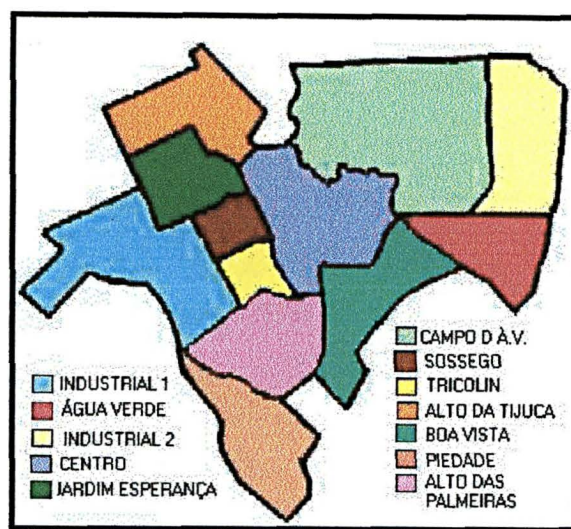 INDUSTRIAL 1
ÁGUA VERDE
INDUSTRIAL 2
CENTRO
JARDIM ESPERANÇA
CAMPO D À.V.
SOSSEGO
TRICOLIN
ALTO DA TIJUCA
BOA VISTA
PIEDADE
ALTO DAS
PALMEIRAS